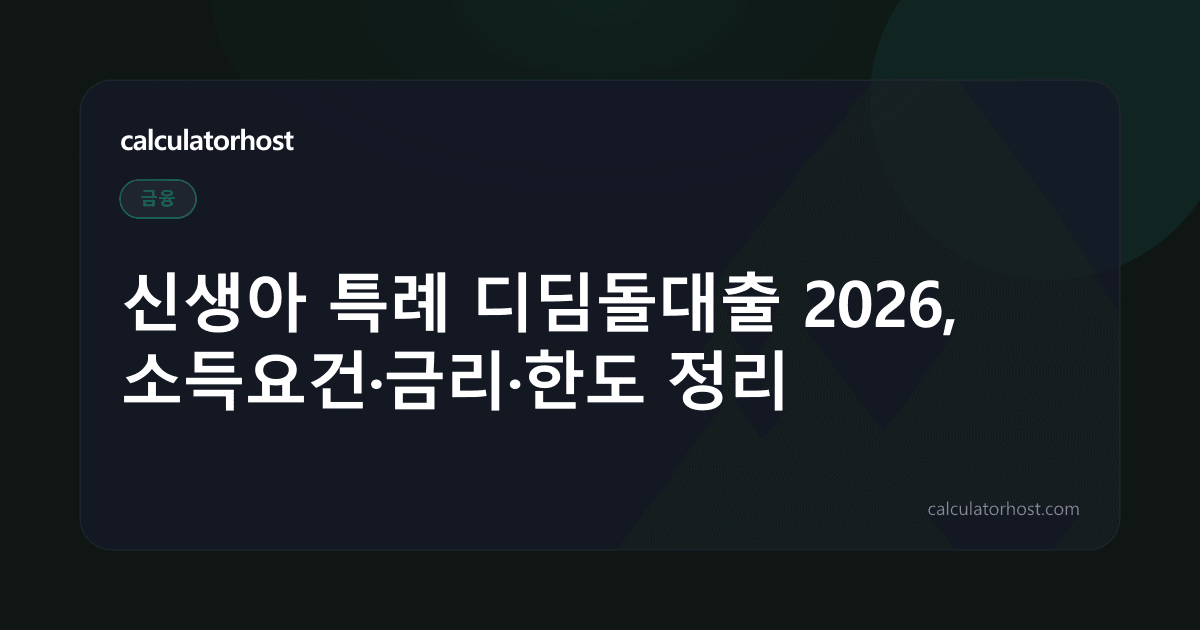 calculatorhost
금융
신생아 특례 디딤돌대출 2026,
소득요건·금리·한도 정리
calculatorhost.com